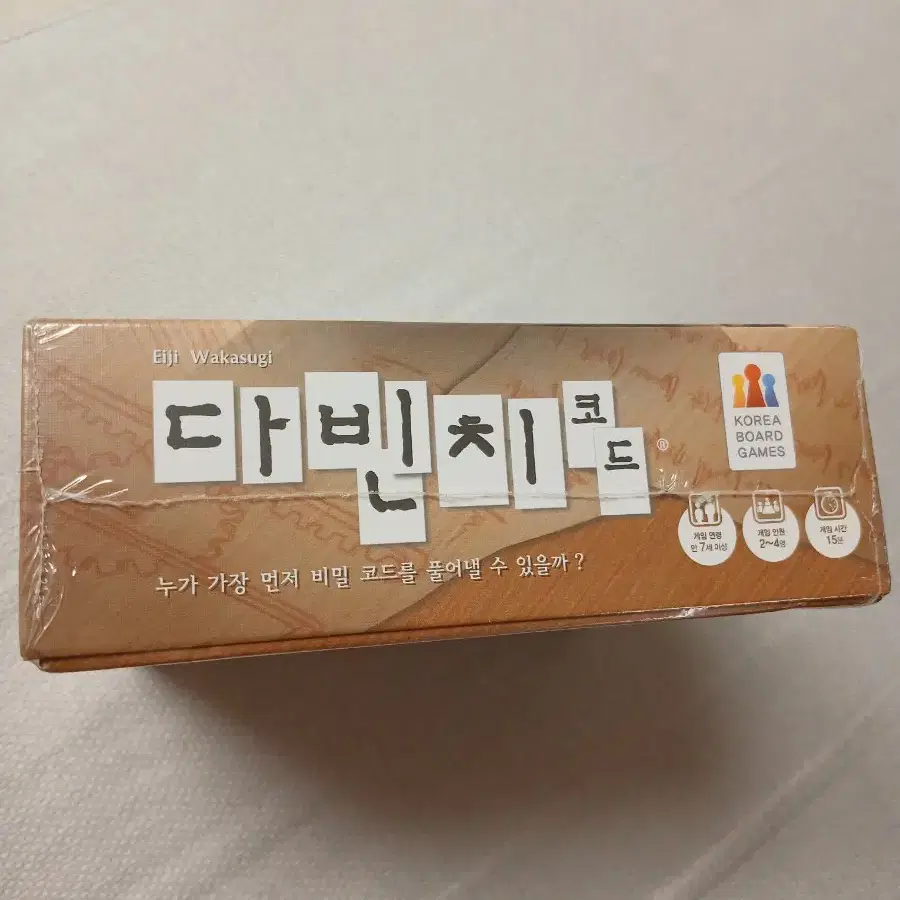 Eiji Wakasugi
다빈치 코드®
누가 가장 먼저 비밀 코드를 풀어낼 수 있을까?
KOREA
BOARD
GAMES
게임 연령
만 7세 이상
게임 인원
2~4명
게임 시간
15분